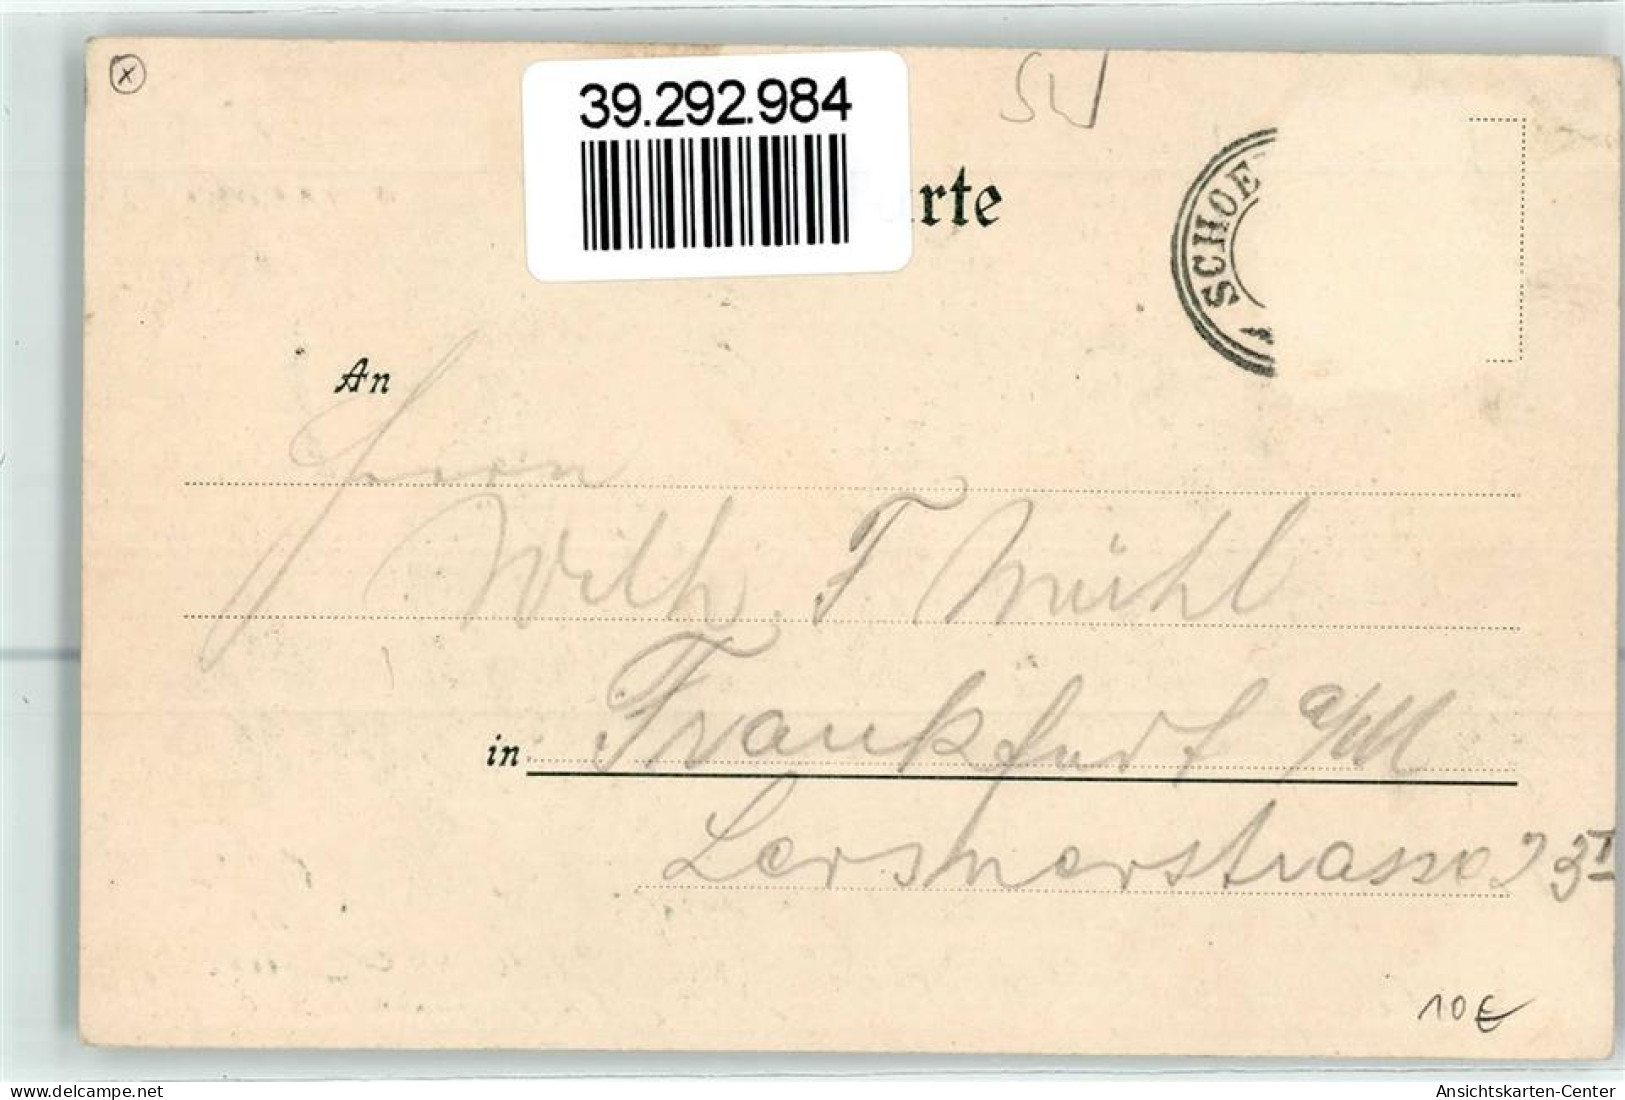 x
39.292.984
SW
arte
SCHOE
An
Herrn
Wilh. F Mühl
Frankfurt a/M
in
Lersnerstrasse 23 I
10€
www.delcampe.net
Ansichtskarten-Center